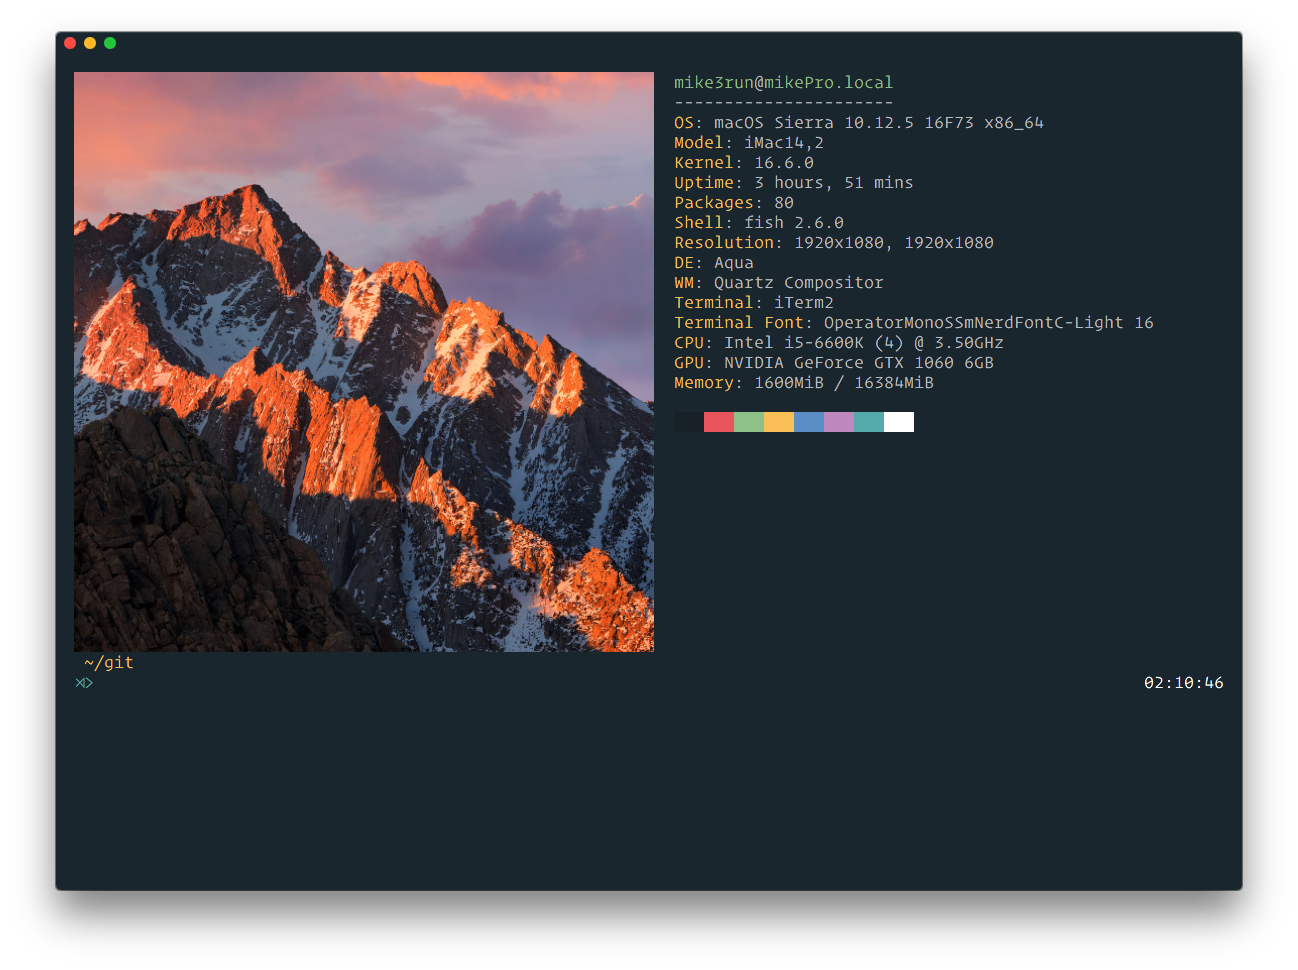 mike3run@mikePro.local
----------------------
OS: macOS Sierra 10.12.5 16F73 x86_64
Model: iMac14,2
Kernel: 16.6.0
Uptime: 3 hours, 51 mins
Packages: 80
Shell: fish 2.6.0
Resolution: 1920x1080, 1920x1080
DE: Aqua
WM: Quartz Compositor
Terminal: iTerm2
Terminal Font: OperatorMonoSSmNerdFontC-Light 16
CPU: Intel i5-6600K (4) @ 3.50GHz
GPU: NVIDIA GeForce GTX 1060 6GB
Memory: 1600MiB / 16384MiB
~/git
02:10:46